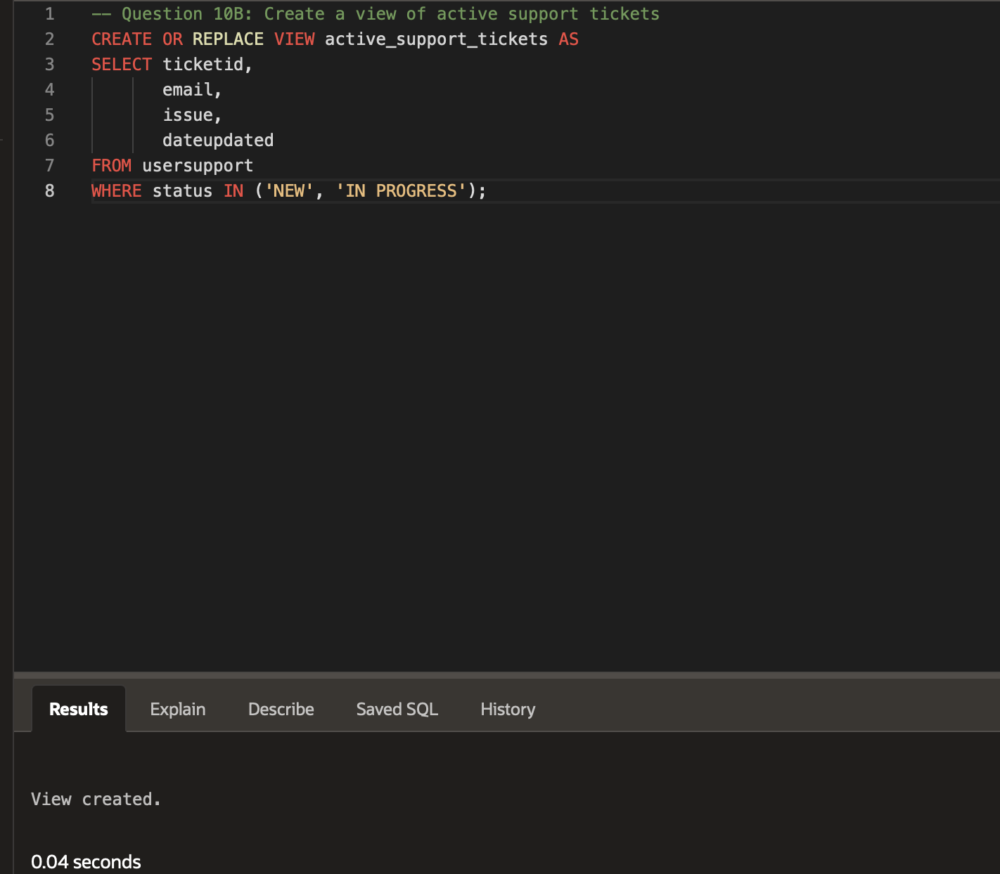 1 -- Question 10B: Create a view of active support tickets
2 CREATE OR REPLACE VIEW active_support_tickets AS
3 SELECT ticketid,
4 email,
5 issue,
6 dateupdated
7 FROM usersupport
8 WHERE status IN ('NEW', 'IN PROGRESS');
Results Explain Describe Saved SQL History
View created.
0.04 seconds